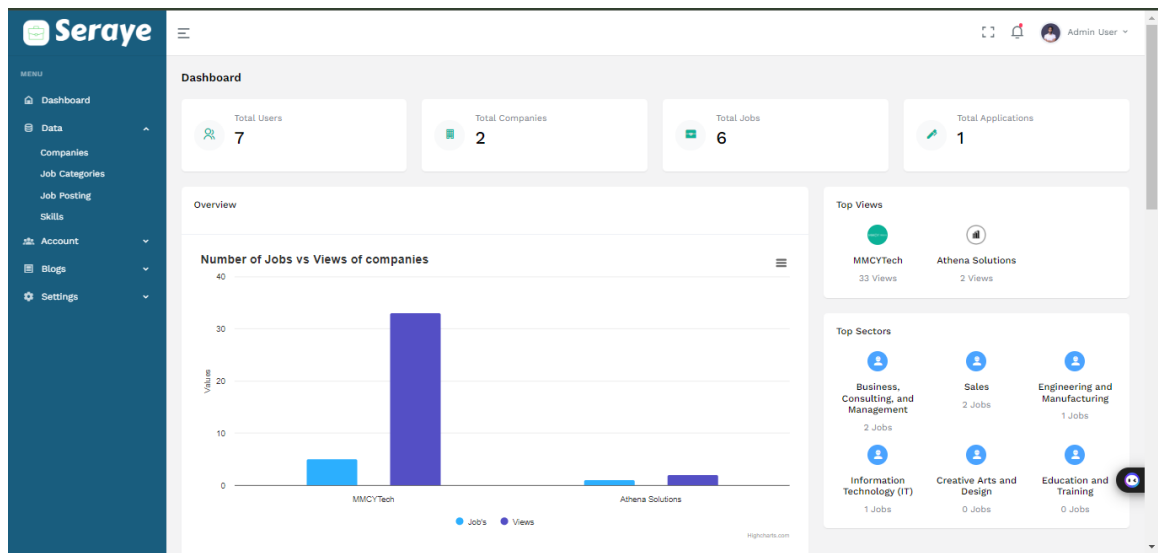 Seraye
Admin User
MENU
Dashboard
Data
Companies
Job Categories
Job Posting
Skills
Account
Blogs
Settings
Dashboard
Total Users
7
Total Companies
2
Total Jobs
6
Total Applications
1
Overview
Number of Jobs vs Views of companies
40
30
20
10
0
Values
MMCYTech
Athena Solutions
Job's
Views
Highcharts.com
Top Views
MMCYTech
33 Views
Athena Solutions
2 Views
Top Sectors
Business,
Consulting, and
Management
2 Jobs
Sales
2 Jobs
Engineering and
Manufacturing
1 Jobs
Information
Technology (IT)
1 Jobs
Creative Arts and
Design
0 Jobs
Education and
Training
0 Jobs